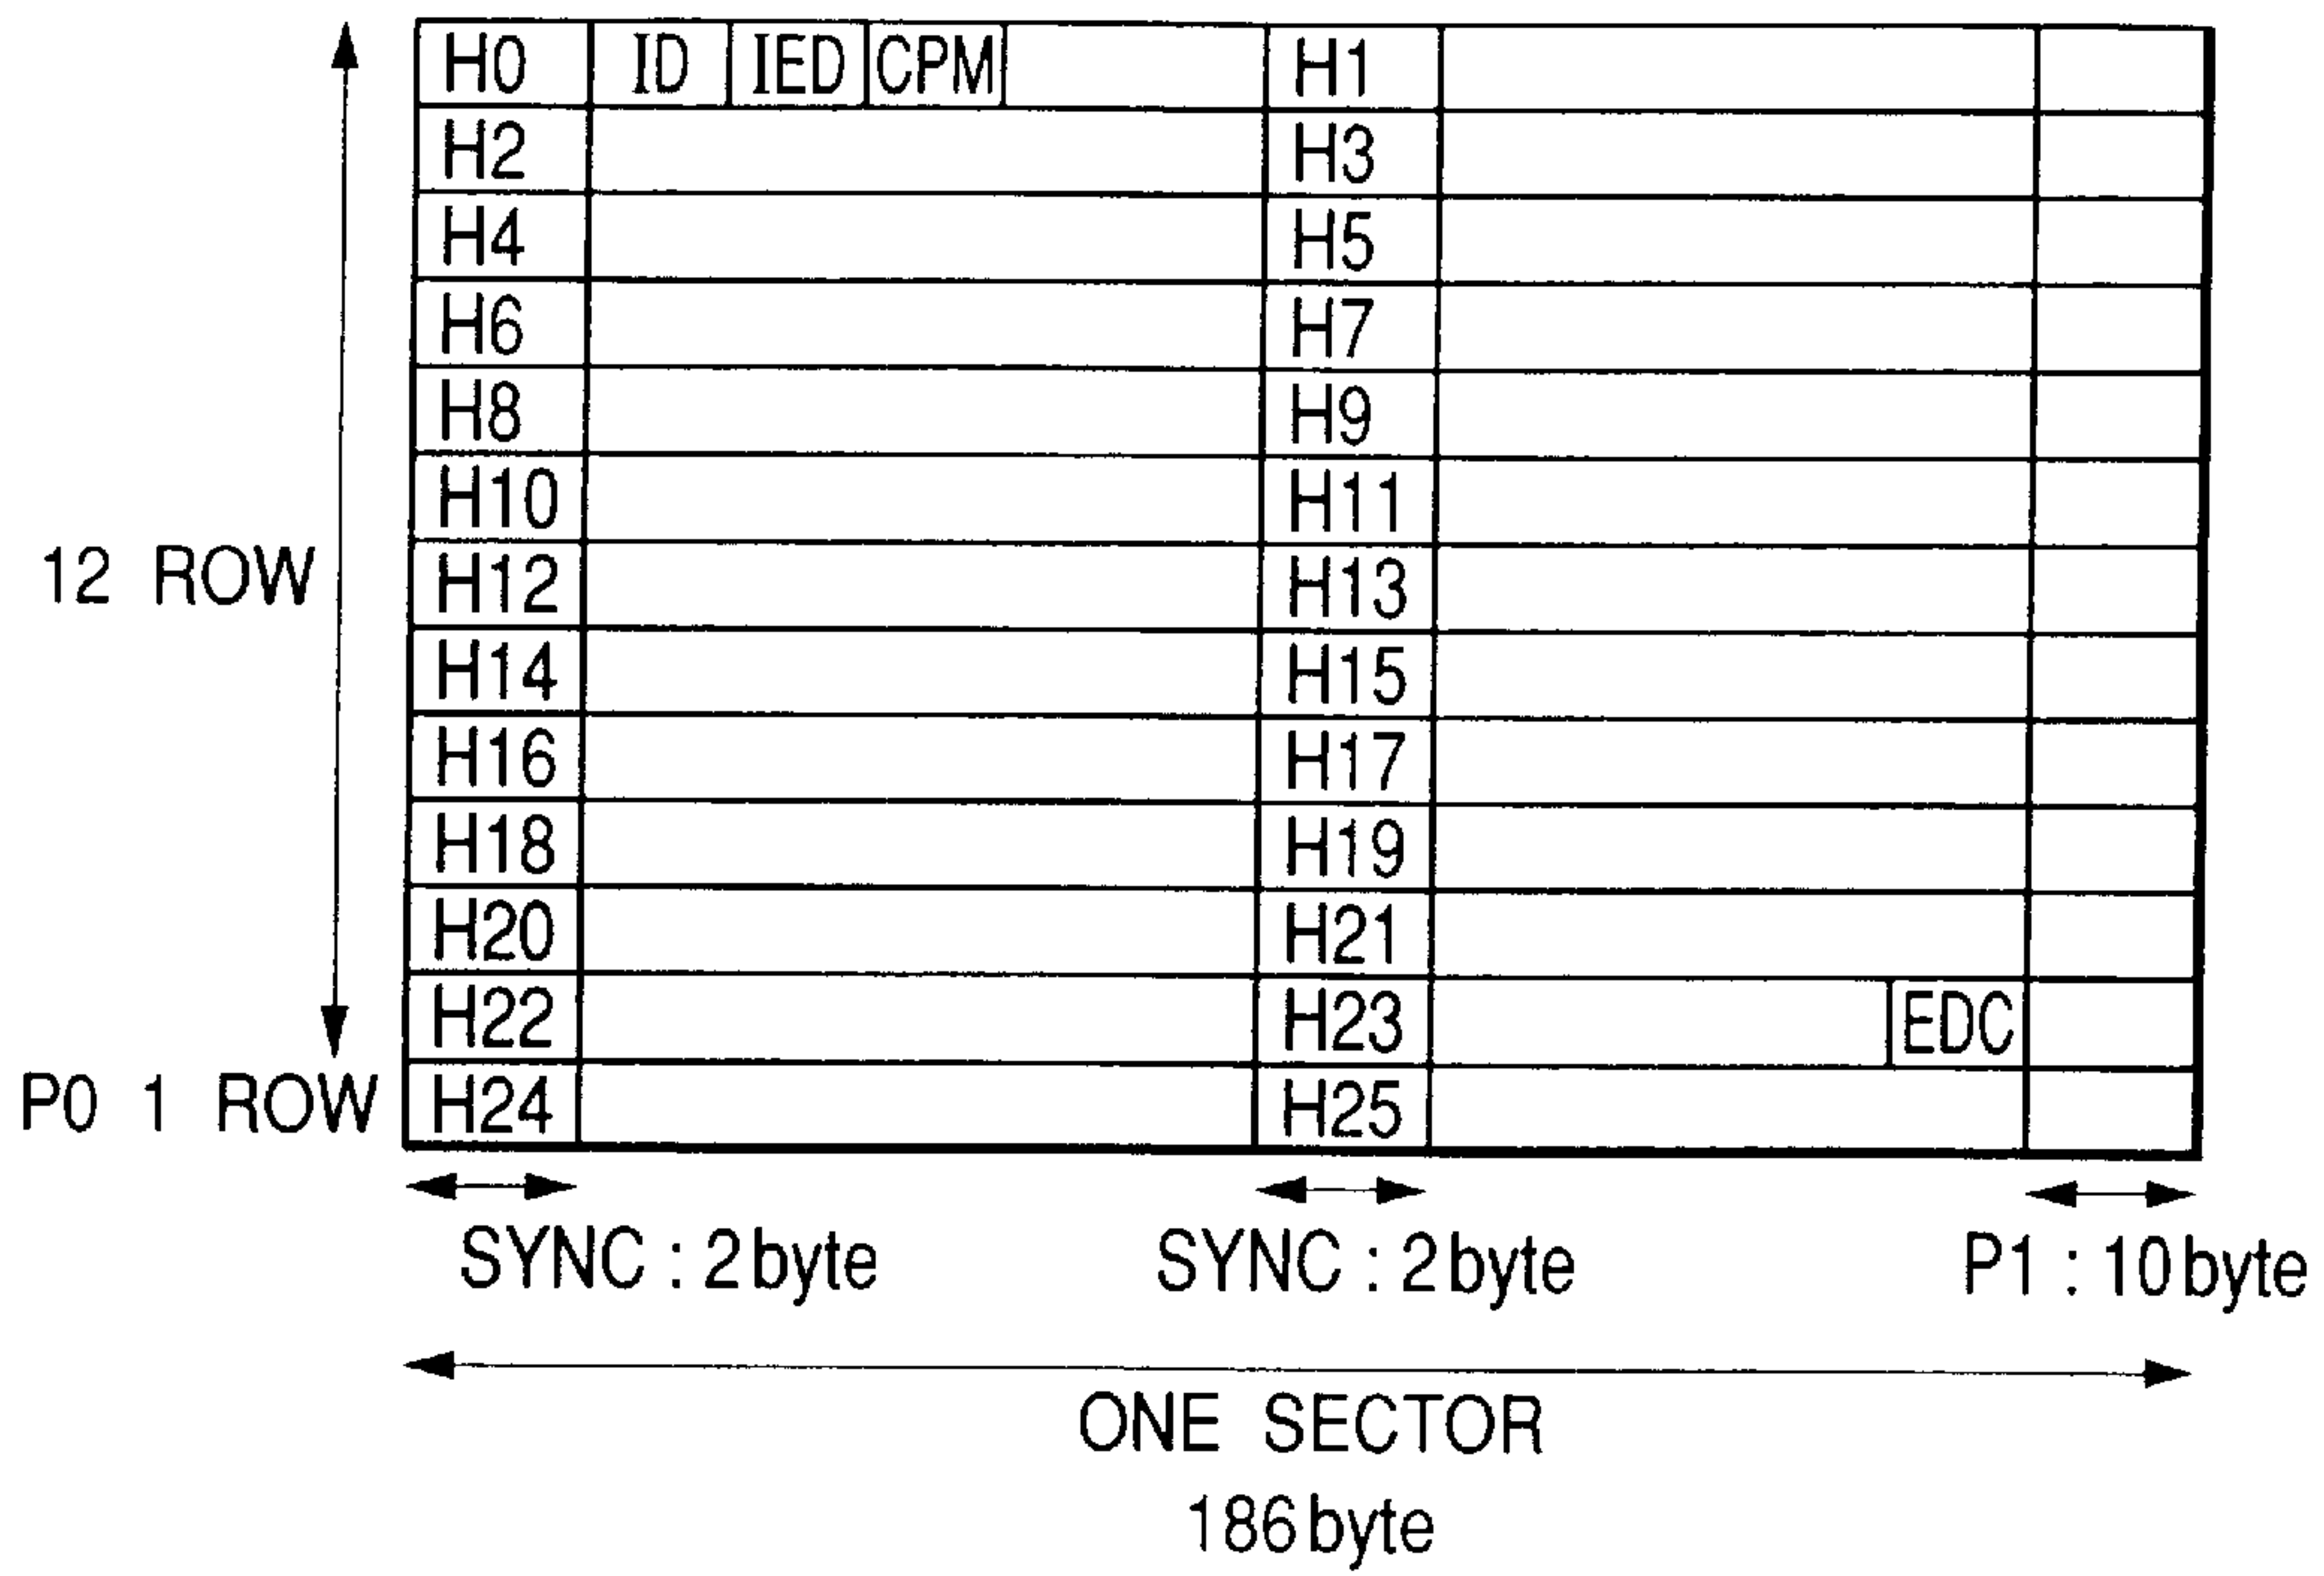 H0 ID IED CPM H1
H2 H3
H4 H5
H6 H7
H8 H9
H10 H11
12 ROW H12 H13
H14 H15
H16 H17
H18 H19
H20 H21
H22 H23 EDC
P0 1 ROW H24 H25
SYNC : 2byte SYNC : 2byte P1 : 10byte
ONE SECTOR
186byte